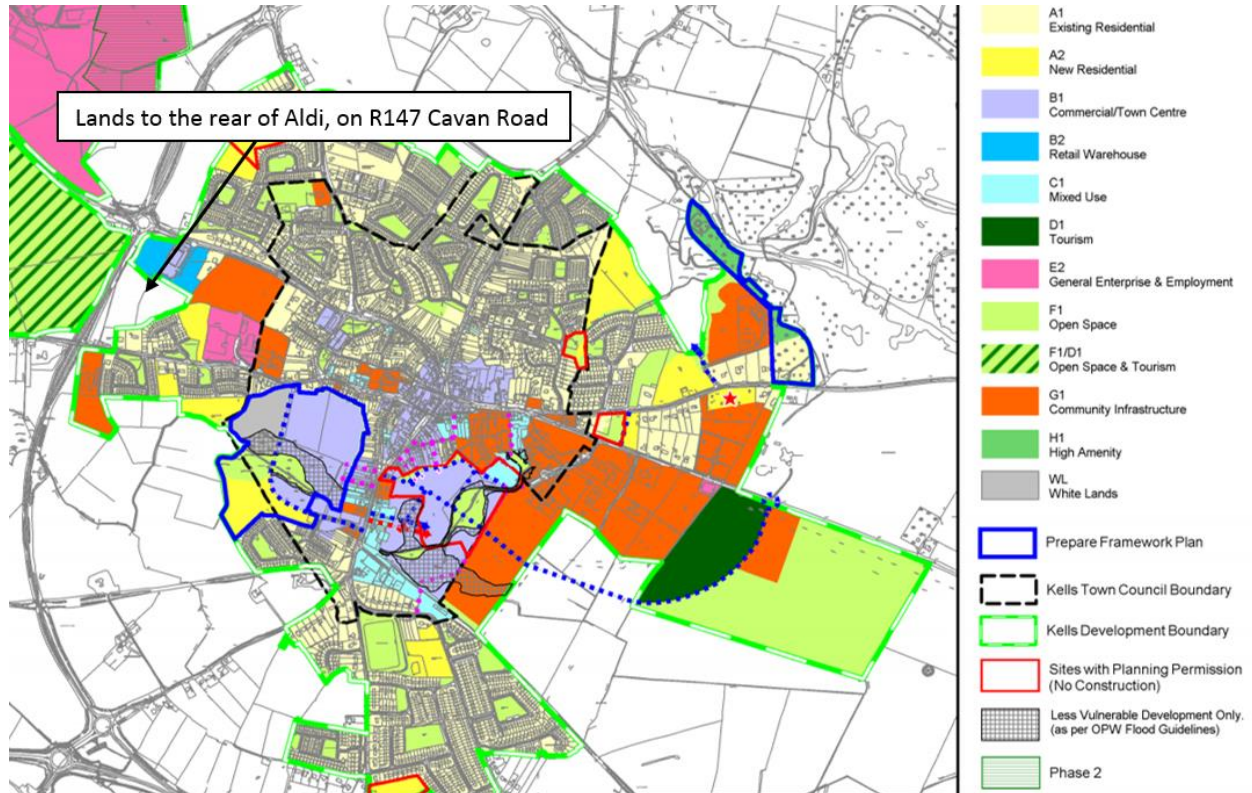 Lands to the rear of Aldi, on R147 Cavan Road
A1
Existing Residential
A2
New Residential
B1
Commercial/Town Centre
B2
Retail Warehouse
C1
Mixed Use
D1
Tourism
E2
General Enterprise & Employment
F1
Open Space
F1/D1
Open Space & Tourism
G1
Community Infrastructure
H1
High Amenity
WL
White Lands
Prepare Framework Plan
Kells Town Council Boundary
Kells Development Boundary
Sites with Planning Permission
(No Construction)
Less Vulnerable Development Only.
(as per OPW Flood Guidelines)
Phase 2